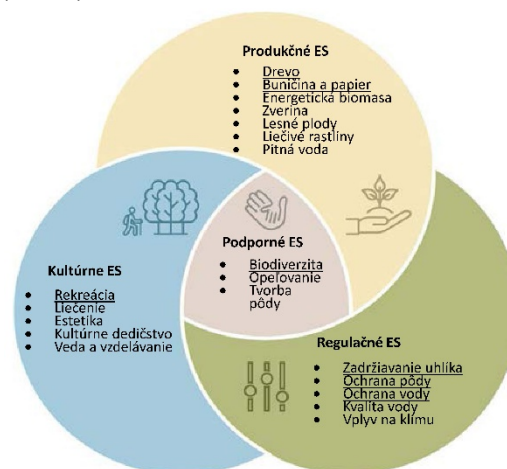 Produkčné ES
Drevo
Buničina a papier
Energetická biomasa
Zverina
Lesné plody
Liečivé rastliny
Pitná voda
Podporné ES
Biodiverzita
Opeľovanie
Tvorba
pôdy
Kultúrne ES
Rekreácia
Liečenie
Estetika
Kultúrne dedičstvo
Veda a vzdelávanie
Regulačné ES
Zadržiavanie uhlíka
Ochrana pôdy
Ochrana vody
Kvalita vody
Vplyv na klímu